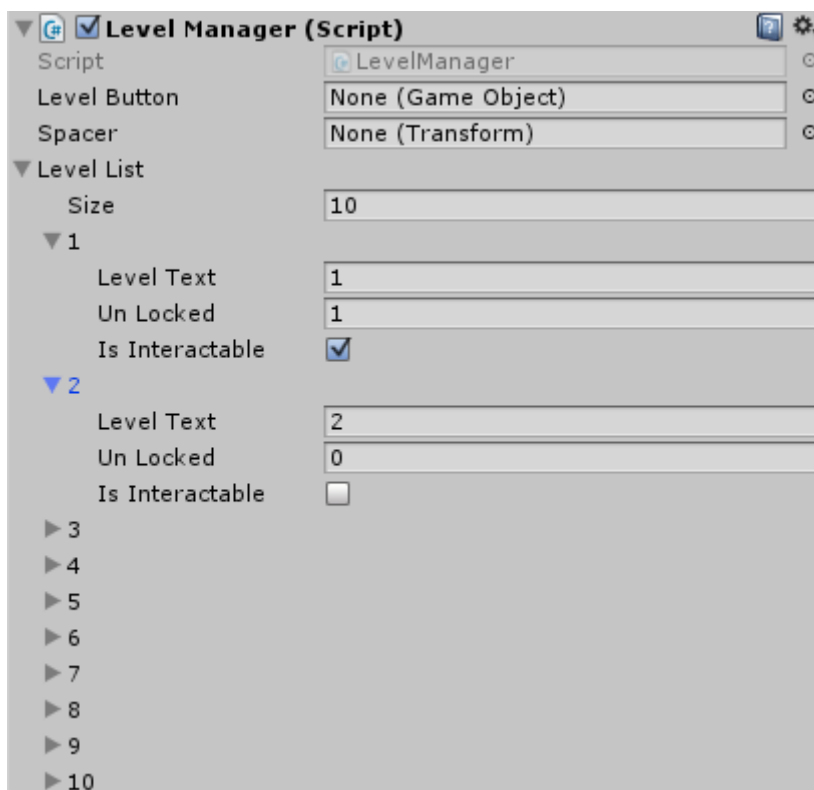 Level Manager (Script)
Script LevelManager
Level Button None (Game Object)
Spacer None (Transform)
Level List
Size 10
1
Level Text 1
Un Locked 1
Is Interactable
2
Level Text 2
Un Locked 0
Is Interactable
3
4
5
6
7
8
9
10